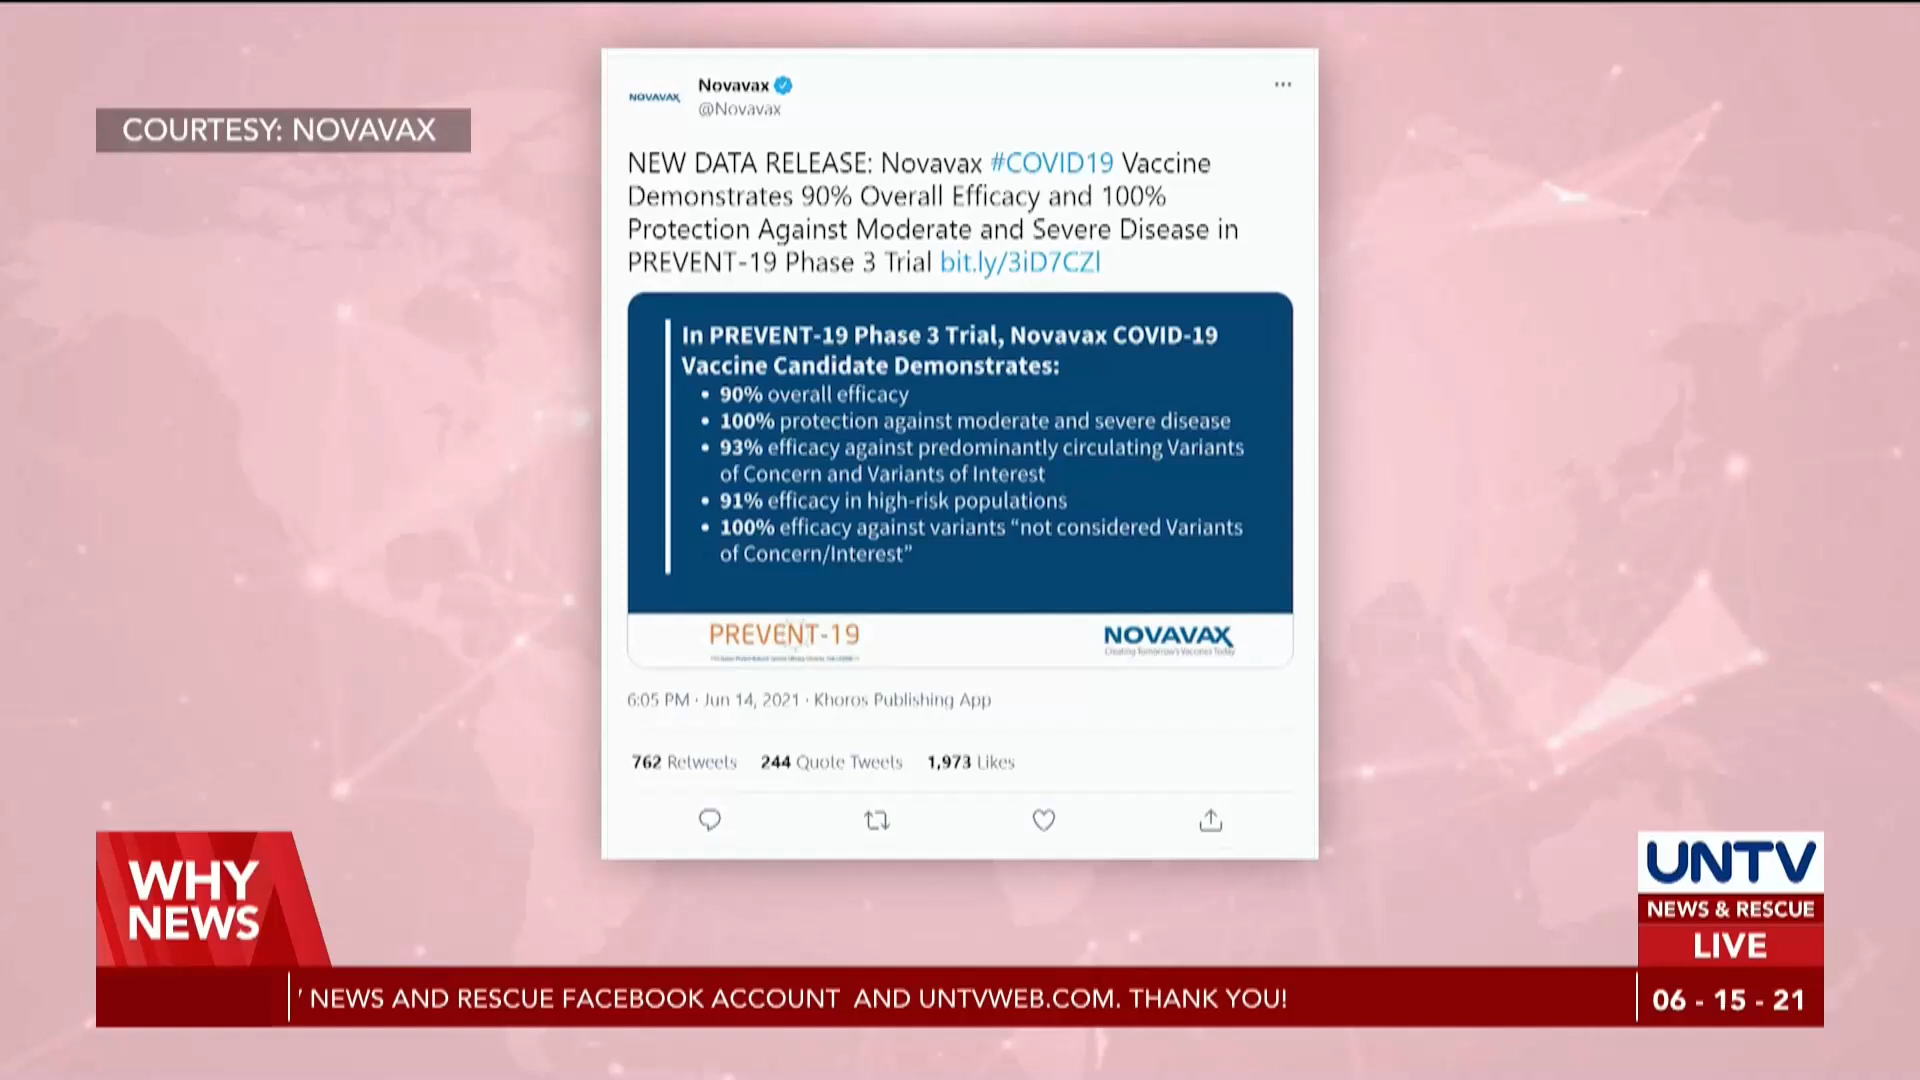 COURTESY: NOVAVAX
NOVAVAX
Novavax
@Novavax
NEW DATA RELEASE: Novavax #COVID19 Vaccine
Demonstrates 90% Overall Efficacy and 100%
Protection Against Moderate and Severe Disease in
PREVENT-19 Phase 3 Trial bit.ly/3iD7CZl
In PREVENT-19 Phase 3 Trial, Novavax COVID-19
Vaccine Candidate Demonstrates:
• 90% overall efficacy
• 100% protection against moderate and severe disease
• 93% efficacy against predominantly circulating Variants
of Concern and Variants of Interest
• 91% efficacy in high-risk populations
• 100% efficacy against variants “not considered Variants
of Concern/Interest”
PREVENT-19
NOVAVAX
Creating Tomorrow's Vaccines Today
6:05 PM · Jun 14, 2021 · Khoros Publishing App
762 Retweets 244 Quote Tweets 1,973 Likes
WHY
NEWS
UNTV
NEWS & RESCUE
LIVE
NEWS AND RESCUE FACEBOOK ACCOUNT AND UNTVWEB.COM. THANK YOU!
06 - 15 - 21